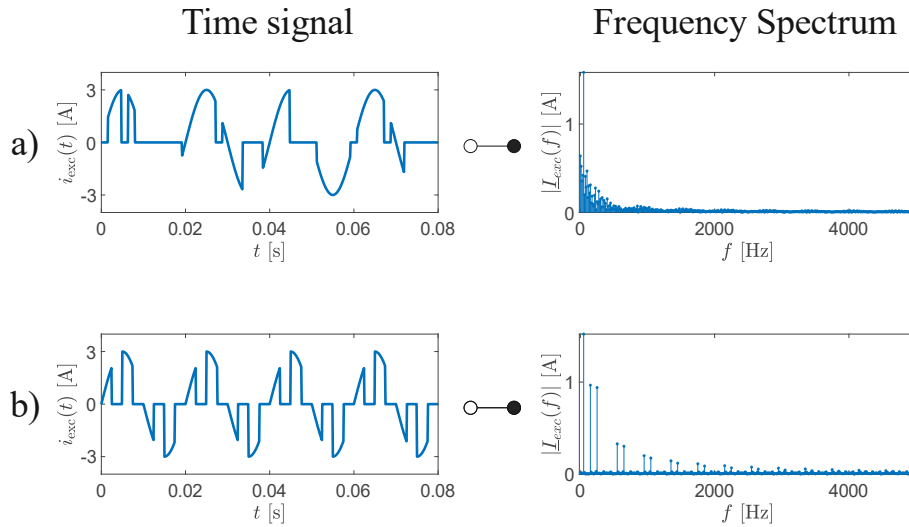 Time signal
Frequency Spectrum
a)
i_exc(t) [A]
3
0
-3
0
0.02
0.04
0.06
0.08
t [s]
|I_exc(f)| [A]
1
0
0
2000
4000
f [Hz]
b)
i_exc(t) [A]
3
0
-3
0
0.02
0.04
0.06
0.08
t [s]
|I_exc(f)| [A]
1
0
0
2000
4000
f [Hz]